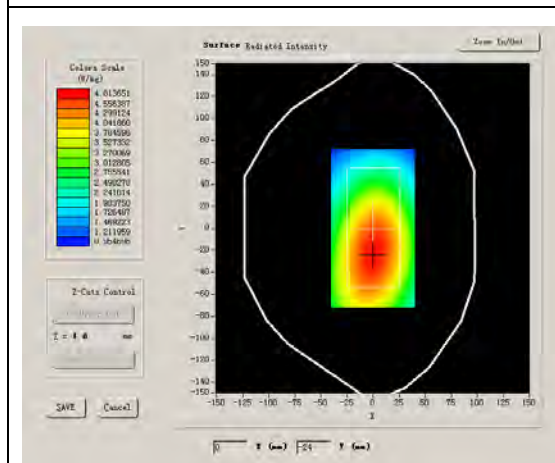 Surface Radiated Intensity
Zoom In/Out
Colors Scale
(W/kg)
4.813651
4.556387
4.299124
4.041860
3.784596
3.527332
3.270069
3.012805
2.755541
2.498278
2.241014
1.983750
1.726487
1.469223
1.211959
Z-Cuts Control
Z = 4 mm
SAVE
Cancel
150
120
100
80
60
40
20
0
-20
-40
-60
-80
-100
-120
-140
-150
-150 -125 -100 -75 -50 -25 0 25 50 75 100 125 150
X
0 Y (mm) -24 Y (mm)